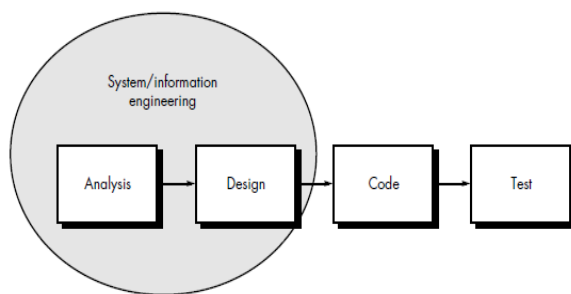 System/information
engineering
Analysis
Design
Code
Test